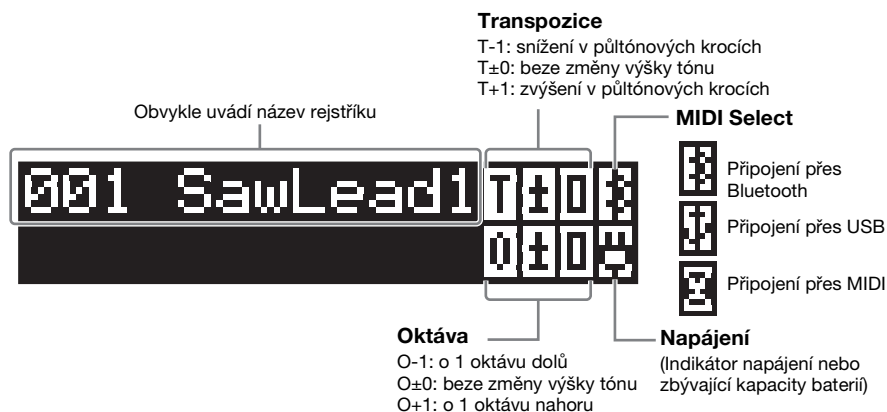 Transpozice
T-1: snížení v půltónových krocích
T±0: beze změny výšky tónu
T+1: zvýšení v půltónových krocích
Obvykle uvádí název rejstříku
MIDI Select
001 SawLead1 T±0
O±0
Připojení přes
Bluetooth
Připojení přes USB
Připojení přes MIDI
Oktáva
O-1: o 1 oktávu dolů
O±0: beze změny výšky tónu
O+1: o 1 oktávu nahoru
Napájení
(Indikátor napájení nebo
zbývající kapacity baterií)